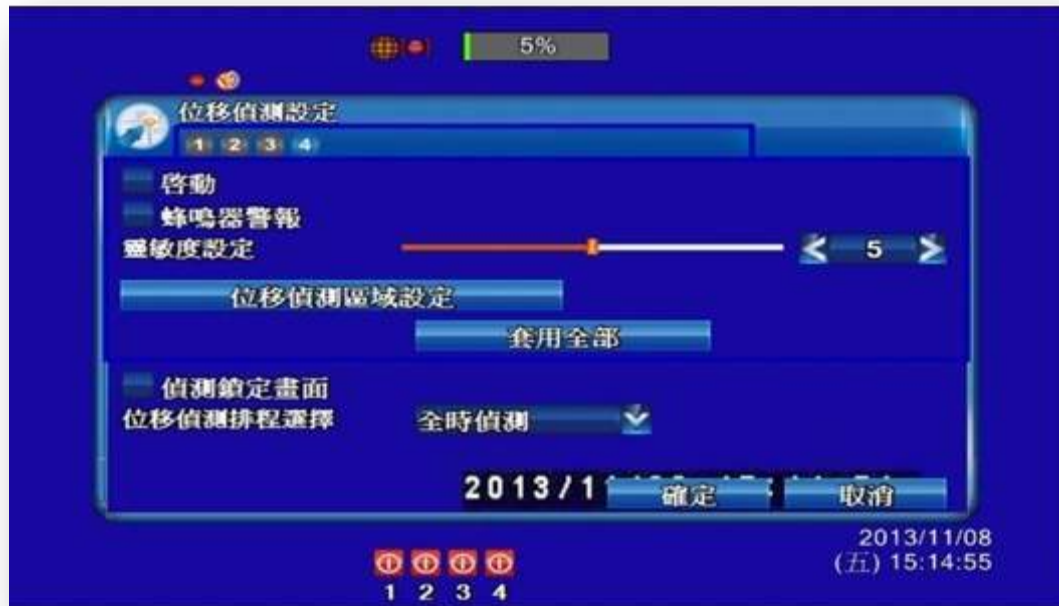 5%
位移偵測設定
1 2 3 4
啓動
蜂鳴器警報
靈敏度設定 5
位移偵測區域設定
套用全部
偵測鎖定畫面
位移偵測排程選擇 全時偵測
2013/1
確定 取消
2013/11/08
(五) 15:14:55
1 2 3 4